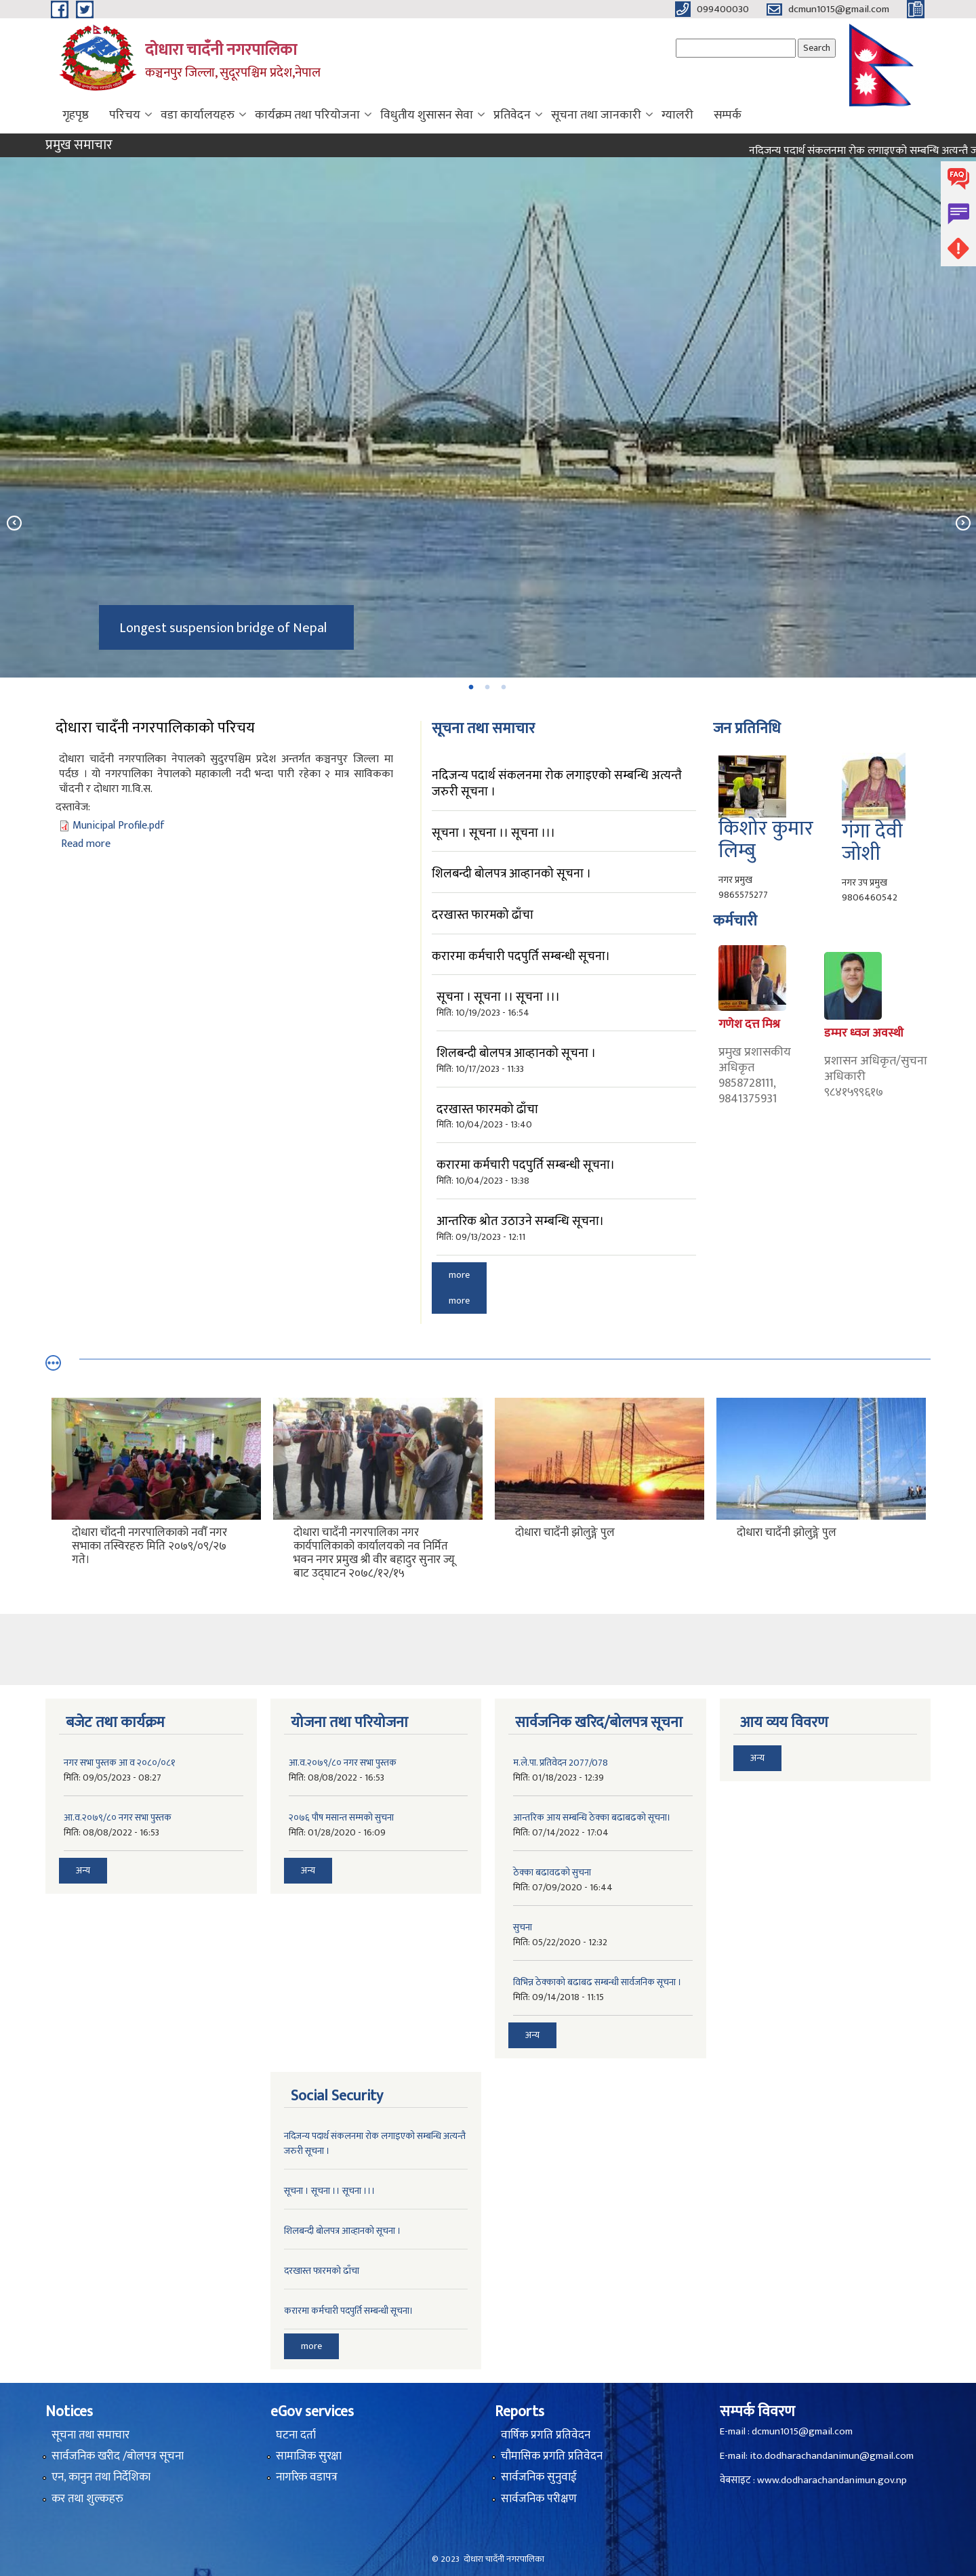 099400030
dcmun1015@gmail.com
दोधारा चादँनी नगरपालिका
कञ्चनपुर जिल्ला, सुदूरपश्चिम प्रदेश,नेपाल
Search
गृहपृष्ठ
परिचय
वडा कार्यालयहरु
कार्यक्रम तथा परियोजना
विधुतीय शुसासन सेवा
प्रतिवेदन
सूचना तथा जानकारी
ग्यालरी
सम्पर्क
प्रमुख समाचार
नदिजन्य पदार्थ संकलनमा रोक लगाइएको सम्बन्धि अत्यन्तै
FAQ
Longest suspension bridge of Nepal
दोधारा चादँनी नगरपालिकाको परिचय
दोधारा चादँनी नगरपालिका नेपालको सुदुरपश्चिम प्रदेश अन्तर्गत कञ्चनपुर जिल्ला मा
पर्दछ । यो नगरपालिका नेपालको महाकाली नदी भन्दा पारी रहेका २ मात्र साविकका
चाँदनी र दोधारा गा.वि.स.
दस्तावेज:
Municipal Profile.pdf
Read more
सूचना तथा समाचार
नदिजन्य पदार्थ संकलनमा रोक लगाइएको सम्बन्धि अत्यन्तै
जरुरी सूचना ।
सूचना । सूचना ।। सूचना ।।।
शिलबन्दी बोलपत्र आव्हानको सूचना ।
दरखास्त फारमको ढाँचा
करारमा कर्मचारी पदपुर्ति सम्बन्धी सूचना।
सूचना । सूचना ।। सूचना ।।।
मिति: 10/19/2023 - 16:54
शिलबन्दी बोलपत्र आव्हानको सूचना ।
मिति: 10/17/2023 - 11:33
दरखास्त फारमको ढाँचा
मिति: 10/04/2023 - 13:40
करारमा कर्मचारी पदपुर्ति सम्बन्धी सूचना।
मिति: 10/04/2023 - 13:38
आन्तरिक श्रोत उठाउने सम्बन्धि सूचना।
मिति: 09/13/2023 - 12:11
more
more
जन प्रतिनिधि
किशोर कुमार
लिम्बु
नगर प्रमुख
9865575277
गंगा देवी
जोशी
नगर उप प्रमुख
9806460542
कर्मचारी
गणेश दत्त मिश्र
प्रमुख प्रशासकीय
अधिकृत
9858728111,
9841375931
डम्मर ध्वज अवस्थी
प्रशासन अधिकृत/सुचना
अधिकारी
९८४१५९९६१७
दोधारा चाँदनी नगरपालिकाको नवौँ नगर
सभाका तस्विरहरु मिति २०७९/०९/२७
गते।
दोधारा चादँनी नगरपालिका नगर
कार्यपालिकाको कार्यालयको नव निर्मित
भवन नगर प्रमुख श्री वीर बहादुर सुनार ज्यू
बाट उद्घाटन २०७८/१२/१५
दोधारा चादँनी झोलुङ्गे पुल
दोधारा चादँनी झोलुङ्गे पुल
बजेट तथा कार्यक्रम
नगर सभा पुस्तक आ व २०८०/०८१
मिति: 09/05/2023 - 08:27
आ.व.२०७९/८० नगर सभा पुस्तक
मिति: 08/08/2022 - 16:53
अन्य
योजना तथा परियोजना
आ.व.२०७९/८० नगर सभा पुस्तक
मिति: 08/08/2022 - 16:53
२०७६ पौष मसान्त सम्मको सुचना
मिति: 01/28/2020 - 16:09
अन्य
सार्वजनिक खरिद/बोलपत्र सूचना
म.ले.पा. प्रतिवेदन 2077/078
मिति: 01/18/2023 - 12:39
आन्तरिक आय सम्बन्धि ठेक्का बढाबढको सूचना।
मिति: 07/14/2022 - 17:04
ठेक्का बढावढको सुचना
मिति: 07/09/2020 - 16:44
सुचना
मिति: 05/22/2020 - 12:32
विभिन्न ठेक्काको बढाबढ सम्बन्धी सार्वजनिक सूचना ।
मिति: 09/14/2018 - 11:15
अन्य
आय व्यय विवरण
अन्य
Social Security
नदिजन्य पदार्थ संकलनमा रोक लगाइएको सम्बन्धि अत्यन्तै
जरुरी सूचना ।
सूचना । सूचना ।। सूचना ।।।
शिलबन्दी बोलपत्र आव्हानको सूचना ।
दरखास्त फारमको ढाँचा
करारमा कर्मचारी पदपुर्ति सम्बन्धी सूचना।
more
Notices
सूचना तथा समाचार
सार्वजनिक खरीद /बोलपत्र सूचना
एन, कानुन तथा निर्देशिका
कर तथा शुल्कहरु
eGov services
घटना दर्ता
सामाजिक सुरक्षा
नागरिक वडापत्र
Reports
वार्षिक प्रगति प्रतिवेदन
चौमासिक प्रगति प्रतिवेदन
सार्वजनिक सुनुवाई
सार्वजनिक परीक्षण
सम्पर्क विवरण
E-mail : dcmun1015@gmail.com
E-mail: ito.dodharachandanimun@gmail.com
वेबसाइट : www.dodharachandanimun.gov.np
© 2023 दोधारा चादँनी नगरपालिका